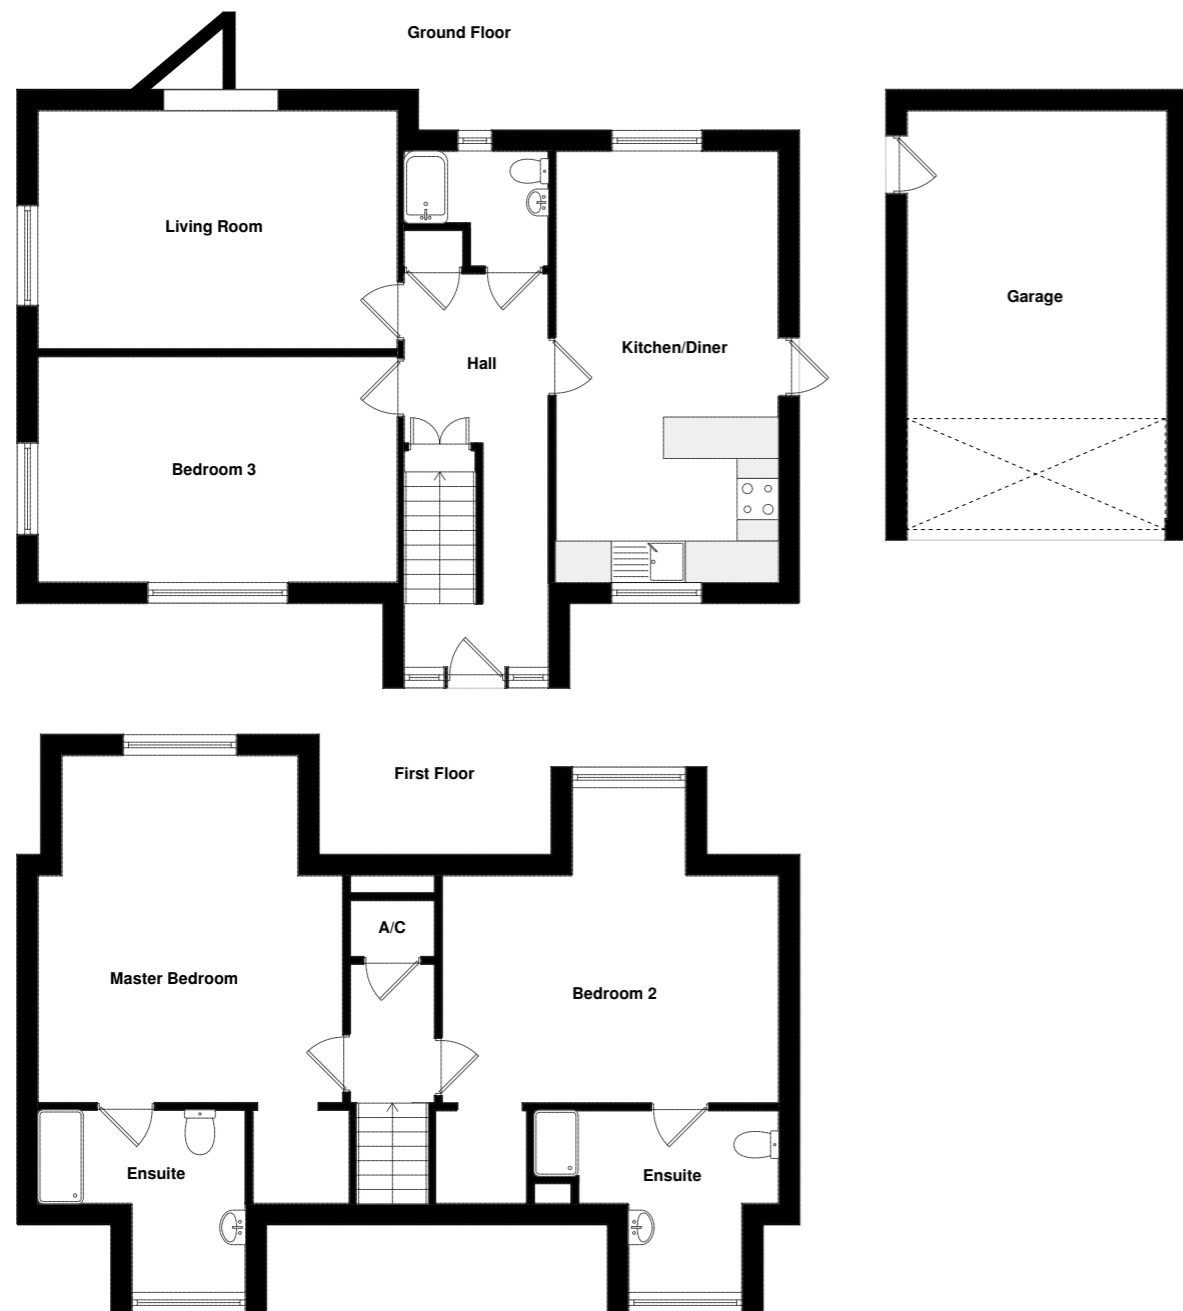 Ground Floor
Living Room
Garage
Kitchen/Diner
Hall
Bedroom 3
First Floor
A/C
Master Bedroom
Bedroom 2
Ensuite
Ensuite